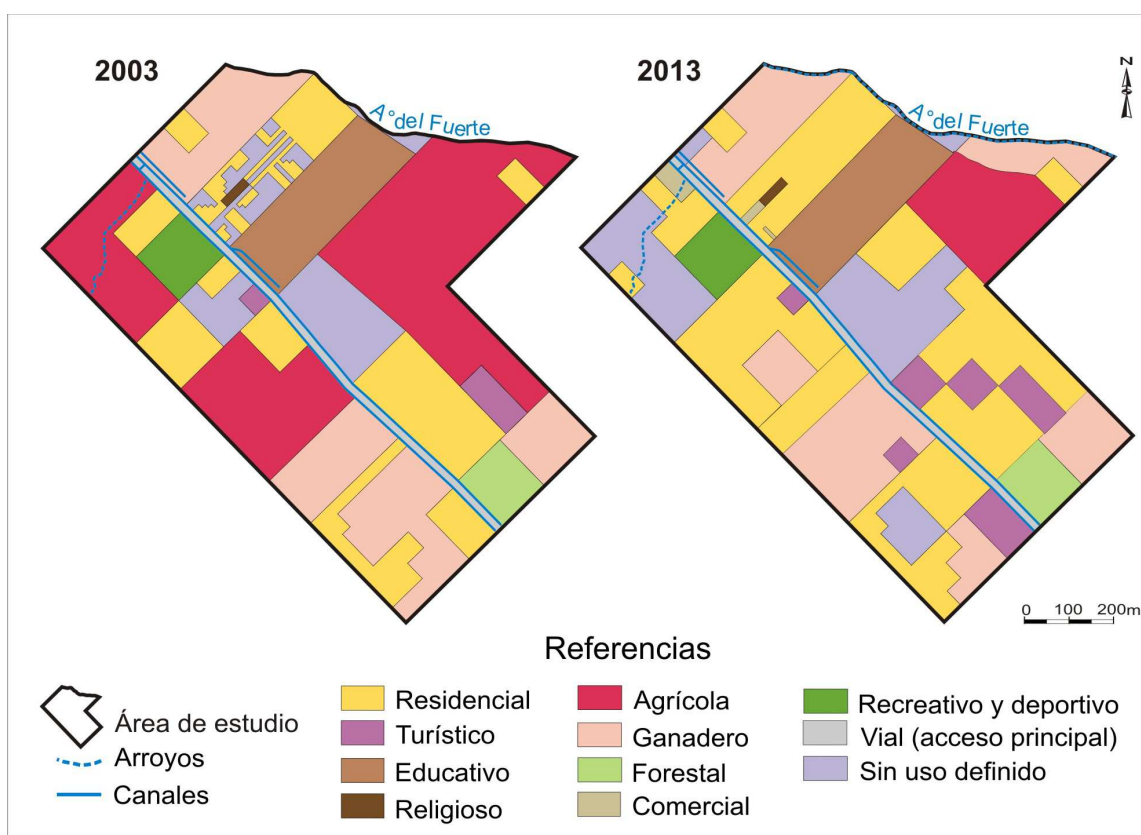 2003
2013
N
A°del Fuerte
A°del Fuerte
0 100 200m
Referencias
Área de estudio
Arroyos
Canales
Residencial
Turístico
Educativo
Religioso
Agrícola
Ganadero
Forestal
Comercial
Recreativo y deportivo
Vial (acceso principal)
Sin uso definido